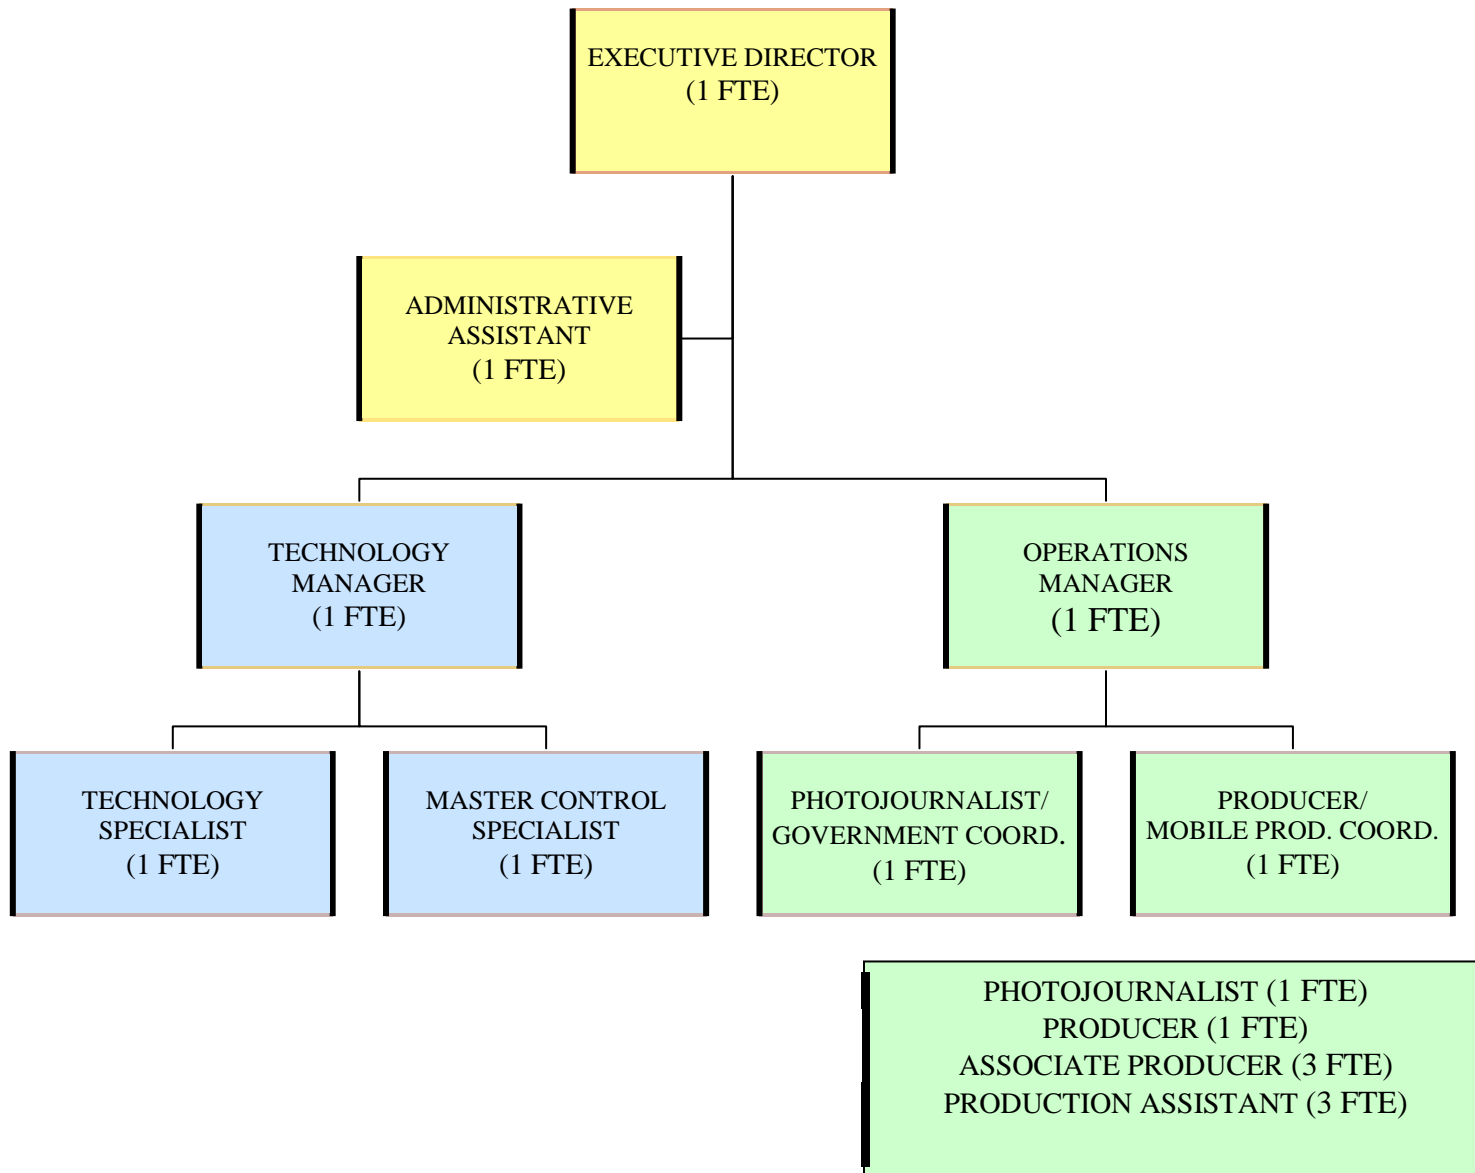 EXECUTIVE DIRECTOR
(1 FTE)
ADMINISTRATIVE
ASSISTANT
(1 FTE)
TECHNOLOGY
MANAGER
(1 FTE)
OPERATIONS
MANAGER
(1 FTE)
TECHNOLOGY
SPECIALIST
(1 FTE)
MASTER CONTROL
SPECIALIST
(1 FTE)
PHOTOJOURNALIST/
GOVERNMENT COORD.
(1 FTE)
PRODUCER/
MOBILE PROD. COORD.
(1 FTE)
PHOTOJOURNALIST (1 FTE)
PRODUCER (1 FTE)
ASSOCIATE PRODUCER (3 FTE)
PRODUCTION ASSISTANT (3 FTE)